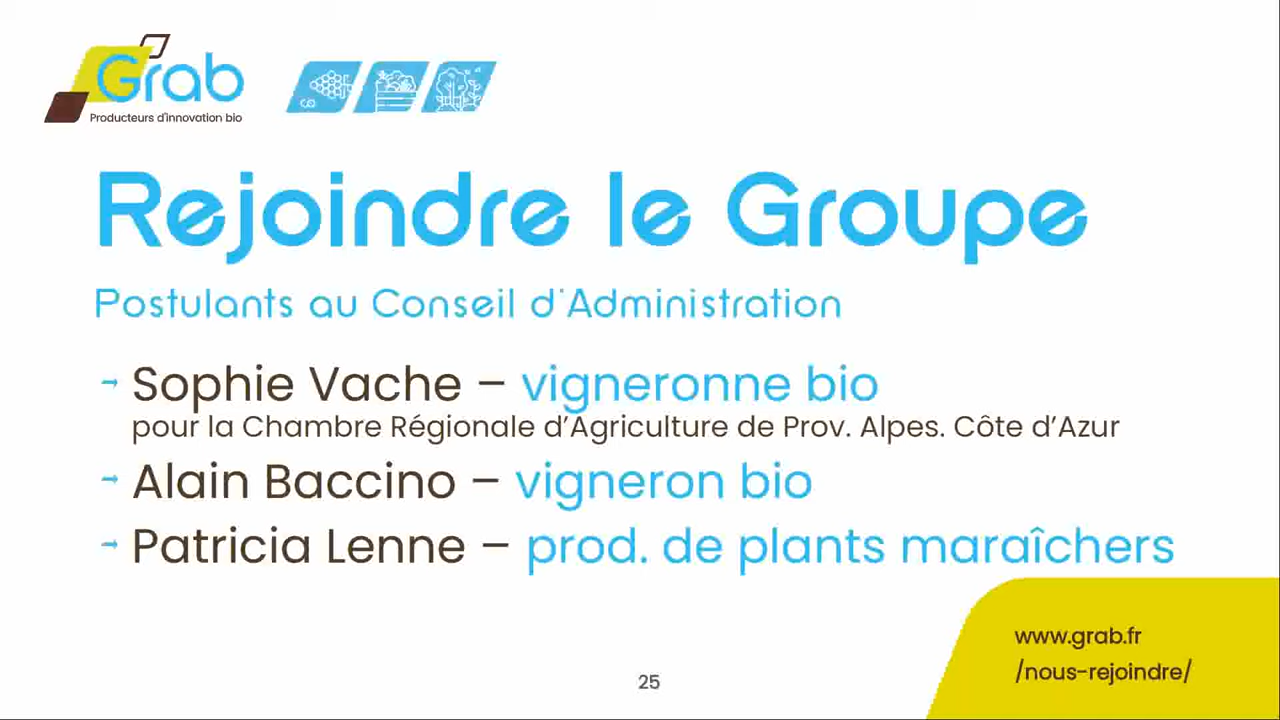 Grab
Producteurs d'innovation bio
Rejoindre le Groupe
Postulants au Conseil d'Administration
→ Sophie Vache – vigneronne bio
pour la Chambre Régionale d'Agriculture de Prov. Alpes. Côte d'Azur
→ Alain Baccino – vigneron bio
→ Patricia Lenne – prod. de plants maraîchers
www.grab.fr
/nous-rejoindre/
25